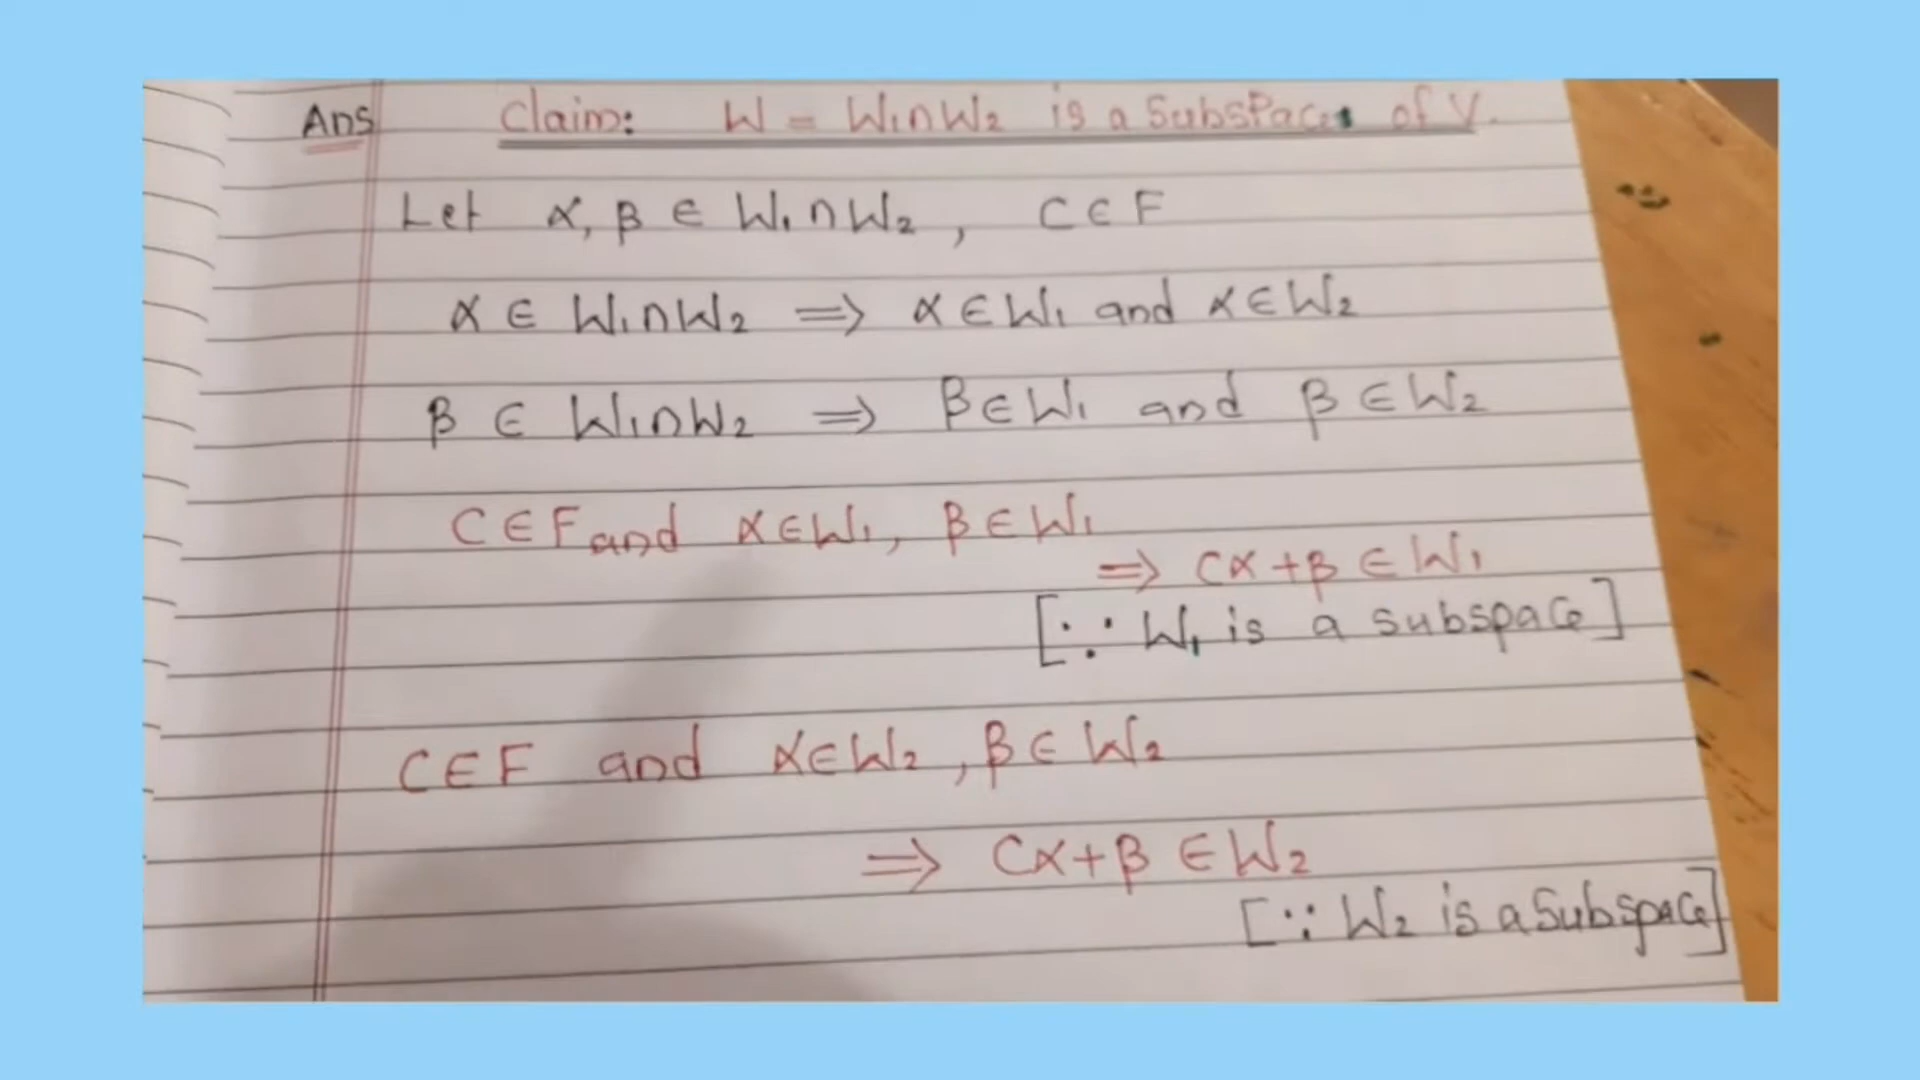 Ans Claim: W = W₁∩W₂ is a Subspace of V.
Let α, β ∈ W₁∩W₂ , C∈F
α ∈ W₁∩W₂ ⇒ α∈W₁ and α∈W₂
β ∈ W₁∩W₂ ⇒ β∈W₁ and β∈W₂
C∈F and α∈W₁, β∈W₁
⇒ Cα+β ∈ W₁
[∵ W₁ is a subspace]
C∈F and α∈W₂, β∈W₂
⇒ Cα+β ∈W₂
[∵ W₂ is a Subspace]